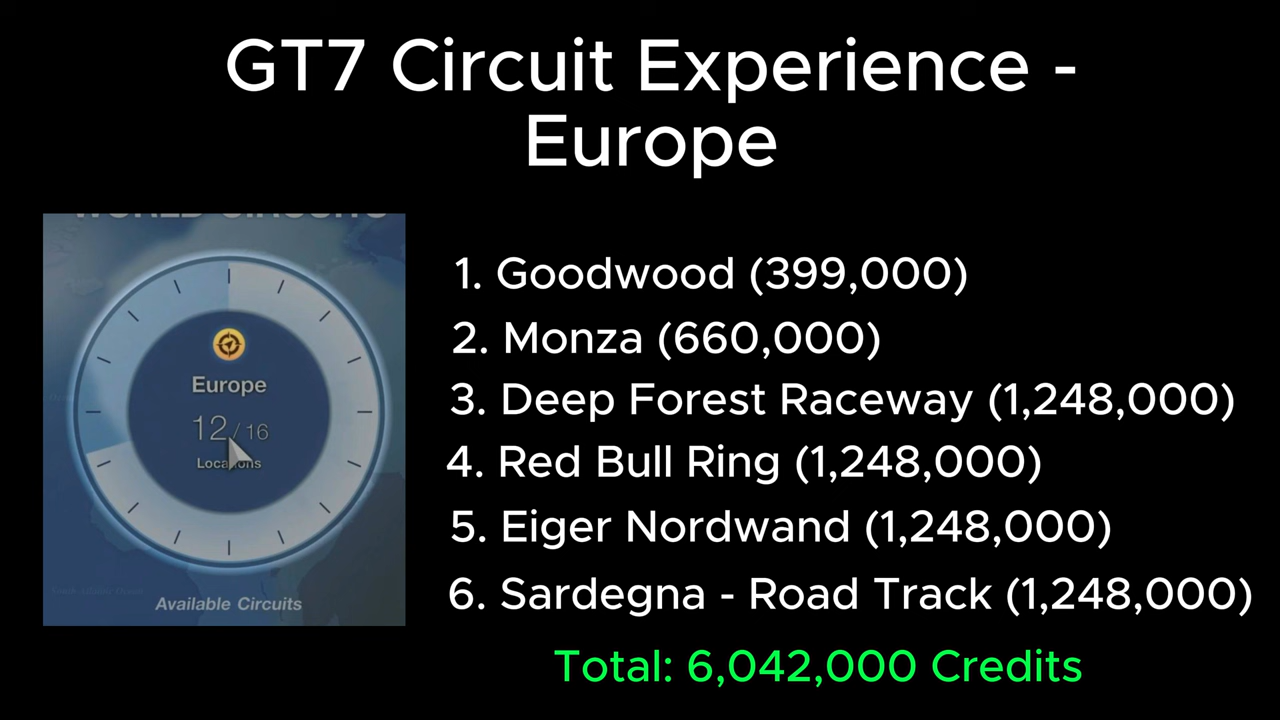 GT7 Circuit Experience -
Europe
Europe
12/16
Locations
Available Circuits
1. Goodwood (399,000)
2. Monza (660,000)
3. Deep Forest Raceway (1,248,000)
4. Red Bull Ring (1,248,000)
5. Eiger Nordwand (1,248,000)
6. Sardegna - Road Track (1,248,000)
Total: 6,042,000 Credits